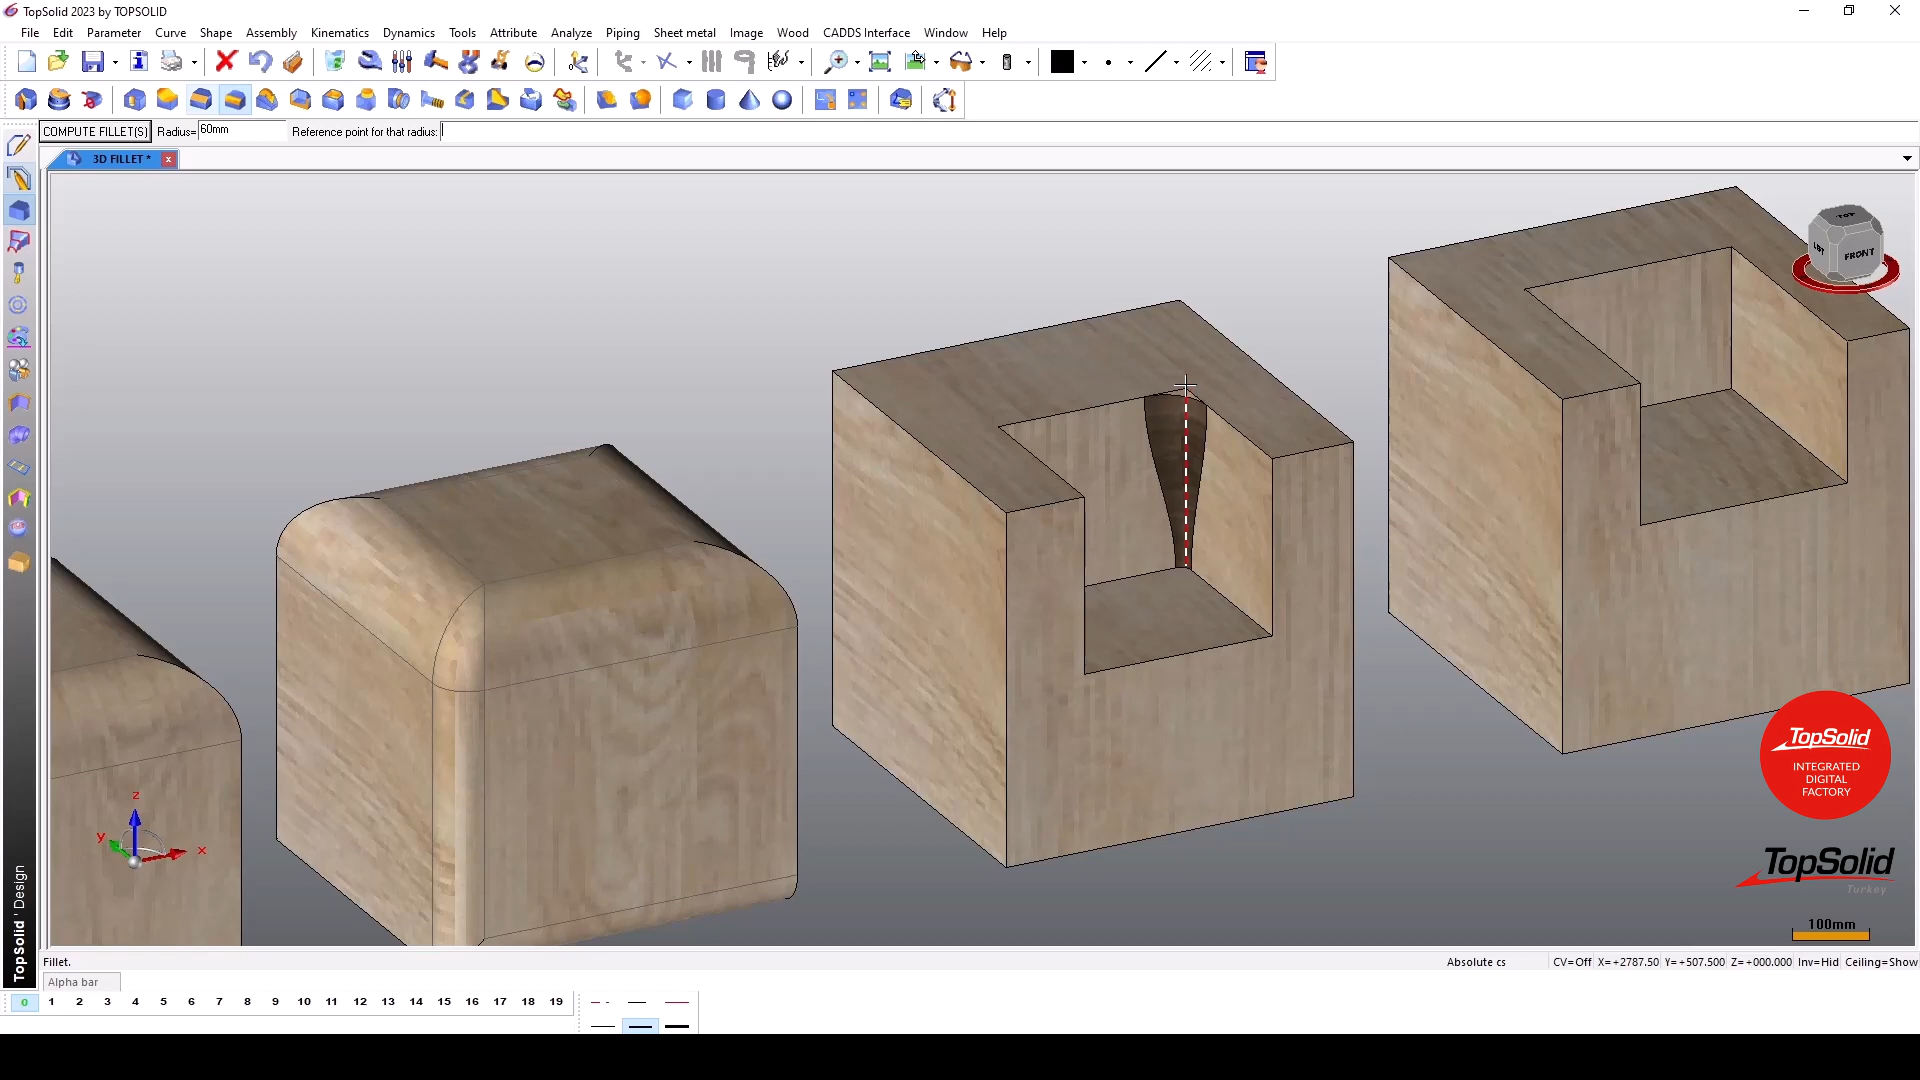 TopSolid 2023 by TOPSOLID
File Edit Parameter Curve Shape Assembly Kinematics Dynamics Tools Attribute Analyze Piping Sheet metal Image Wood CADDS Interface Window Help
COMPUTE FILLET(S) Radius= 60mm Reference point for that radius:
3D FILLET *
TOP
FRONT
TopSolid
INTEGRATED
DIGITAL
FACTORY
TopSolid
Turkey
z
y
x
100mm
TopSolid'Design
Fillet.
Absolute cs CV=Off X=+2787.50 Y=+507.500 Z=+000.000 Inv=Hid Ceiling=Show
Alpha bar
0 1 2 3 4 5 6 7 8 9 10 11 12 13 14 15 16 17 18 19